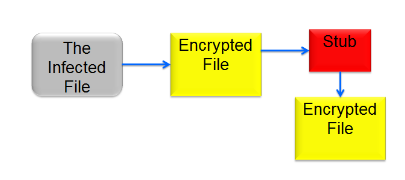 The
Infected
File
Encrypted
File
Stub
Encrypted
File